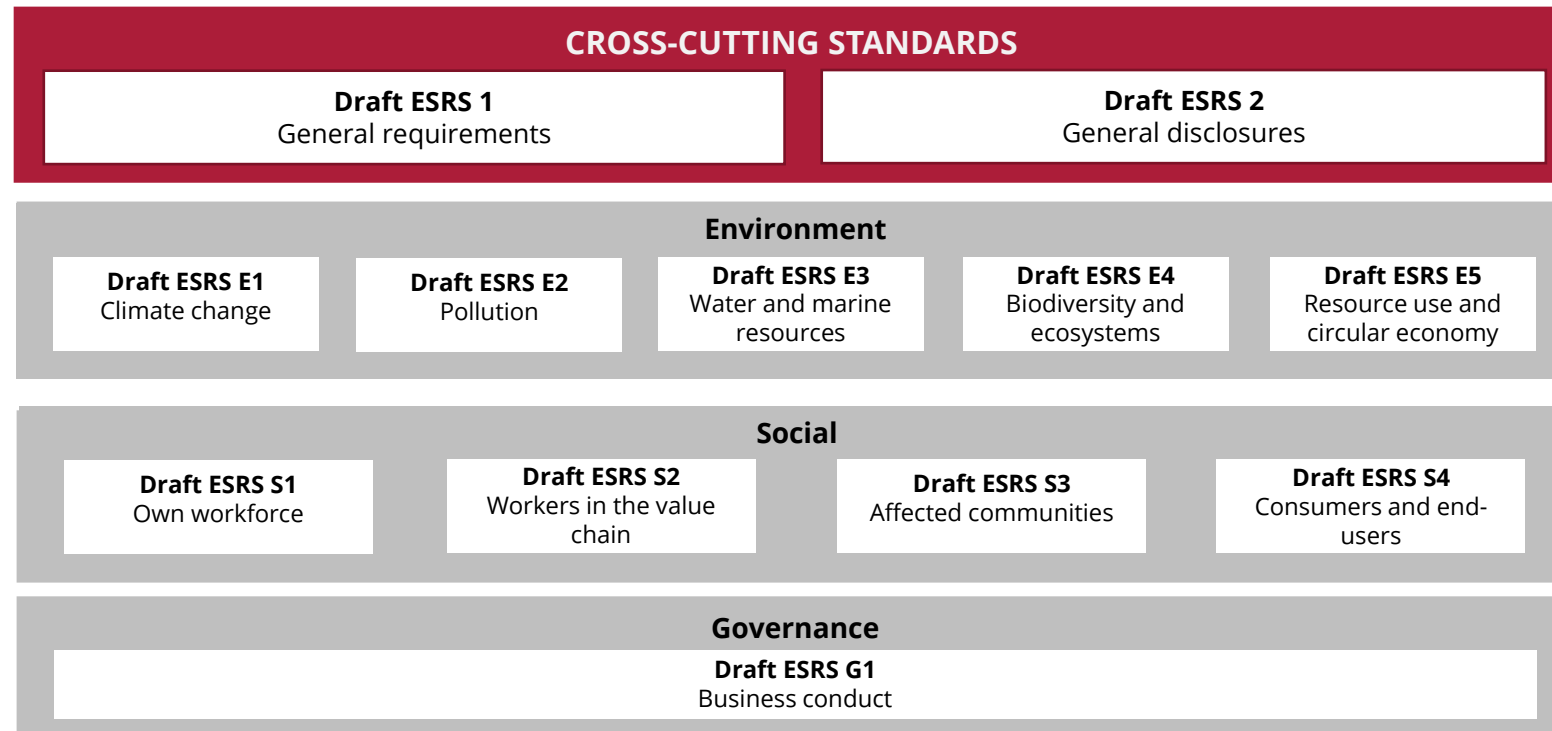 CROSS-CUTTING STANDARDS
Draft ESRS 1
General requirements
Draft ESRS 2
General disclosures
Environment
Draft ESRS E1
Climate change
Draft ESRS E2
Pollution
Draft ESRS E3
Water and marine
resources
Draft ESRS E4
Biodiversity and
ecosystems
Draft ESRS E5
Resource use and
circular economy
Social
Draft ESRS S1
Own workforce
Draft ESRS S2
Workers in the value
chain
Draft ESRS S3
Affected communities
Draft ESRS S4
Consumers and end-
users
Governance
Draft ESRS G1
Business conduct